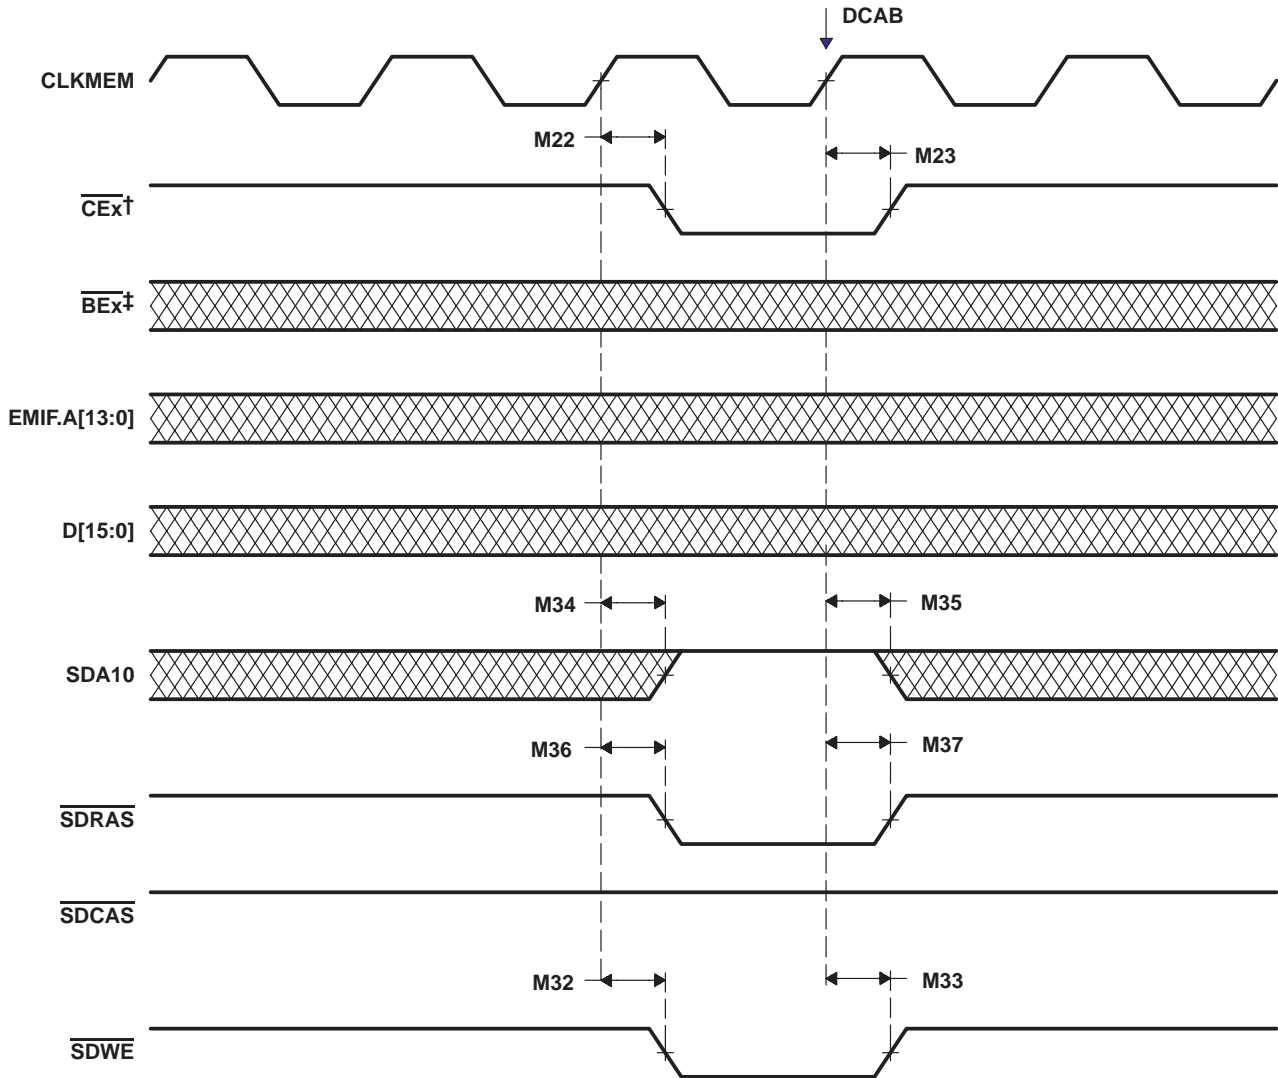 DCAB
CLKMEM
M22
M23
CEx†
BEx‡
EMIF.A[13:0]
D[15:0]
M34
M35
SDA10
M36
M37
SDRAS
SDCAS
M32
M33
SDWE